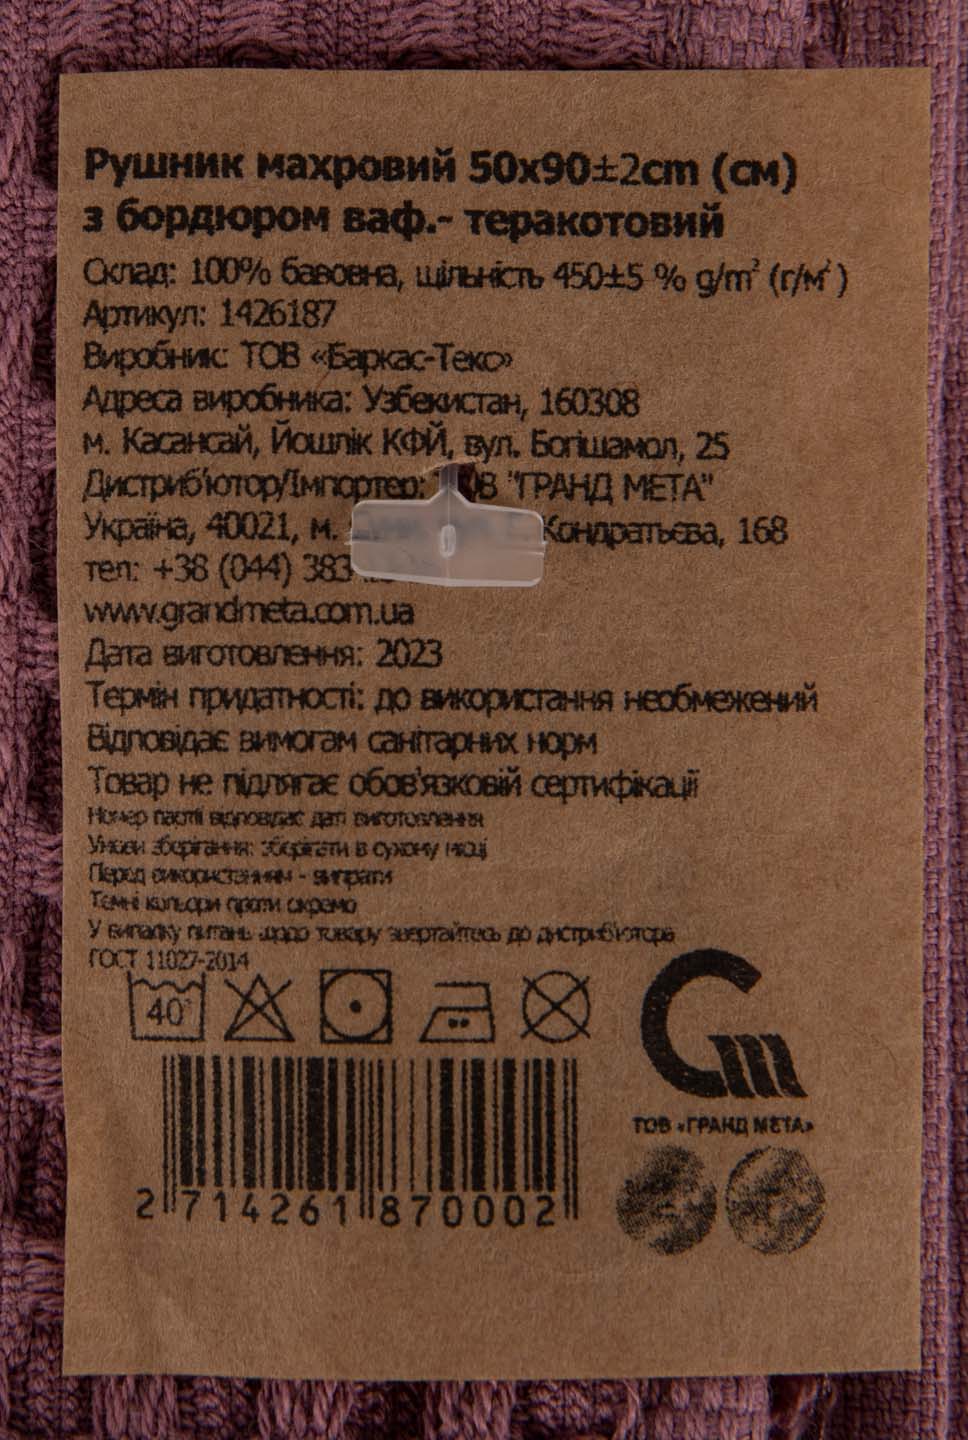 Рушник махровий 50x90±2cm (см)
з бордюром ваф.- теракотовий
Склад: 100% бавовна, щільність 450±5 % g/m² (г/м²)
Артикул: 1426187
Виробник: ТОВ «Баркас-Текс»
Адреса виробника: Узбекистан, 160308
м. Касансай, Йошлік КФЙ, вул. Богішамол, 25
Дистриб'ютор/Імпортер: ТОВ "ГРАНД МЕТА"
Україна, 40021, м. Кондратьєва, 168
тел: +38 (044) 383
www.grandmeta.com.ua
Дата виготовлення: 2023
Термін придатності: до використання необмежений
Відповідає вимогам санітарних норм
Товар не підлягає обов'язковій сертифікації
Номер партії відповідає даті виготовлення
Умови зберігання: зберігати в сухому місці
Перед використанням - випрати
Темні кольори прати окремо
У випадку питань щодо товару звертайтесь до дистриб'ютора
ГОСТ 11027-2014
40°
Gm
ТОВ «ГРАНД МЕТА»
2 714261 870002